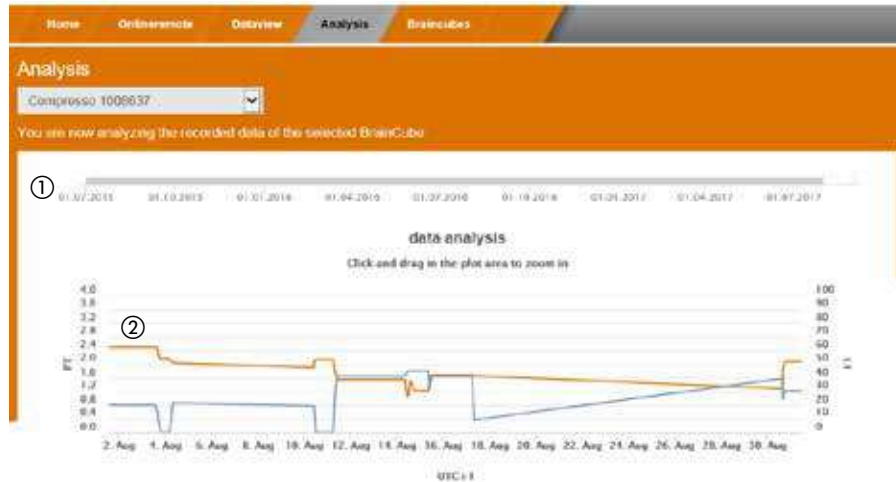 Home Onlineremote Dataview Analysis Braincubes
Analysis
Compresso 1008637
You are now analyzing the recorded data of the selected BrainCube
①
01.07.2015 01.10.2015 01.01.2016 01.04.2016 01.07.2016 01.10.2016 01.01.2017 01.04.2017 01.07.2017
data analysis
Click and drag in the plot area to zoom in
②
4.0 100
3.6 90
3.2 80
2.8 70
2.4 60
2.0 50
1.6 40
1.2 30
0.8 20
0.4 10
0.0 0
PT
2. Aug 4. Aug 6. Aug 8. Aug 10. Aug 12. Aug 14. Aug 16. Aug 18. Aug 20. Aug 22. Aug 24. Aug 26. Aug 28. Aug 30. Aug
UTC+1